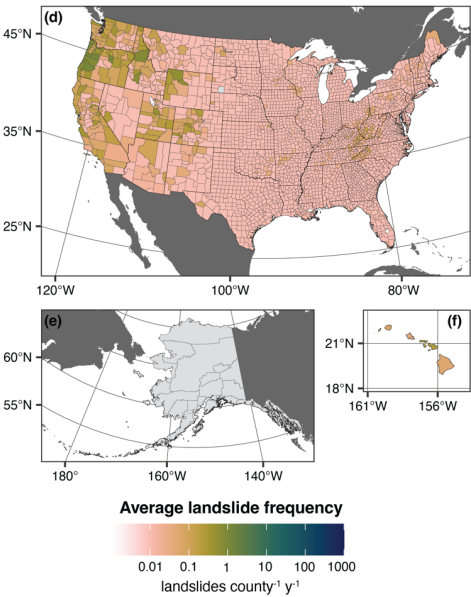 (d)
45°N
35°N
25°N
120°W 100°W 80°W
(e) (f)
60°N
55°N
21°N
18°N
161°W 156°W
180° 160°W 140°W
Average landslide frequency
0.01 0.1 1 10 100 1000
landslides county⁻¹ y⁻¹